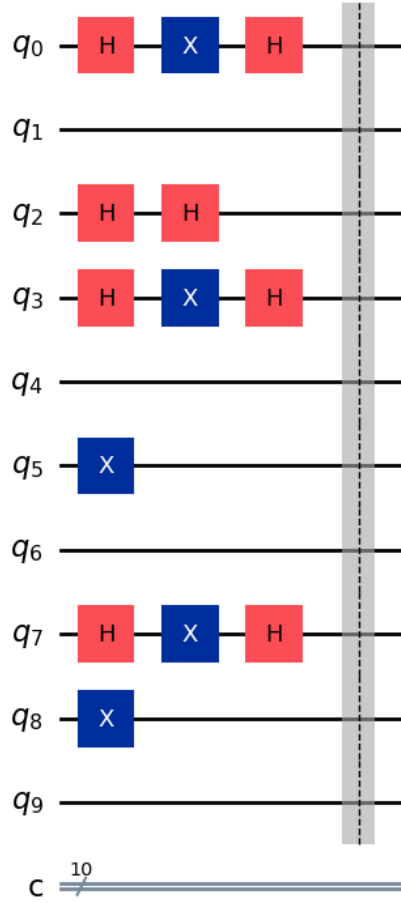 q0 H X H
q1
q2 H H
q3 H X H
q4
q5 X
q6
q7 H X H
q8 X
q9
10
c